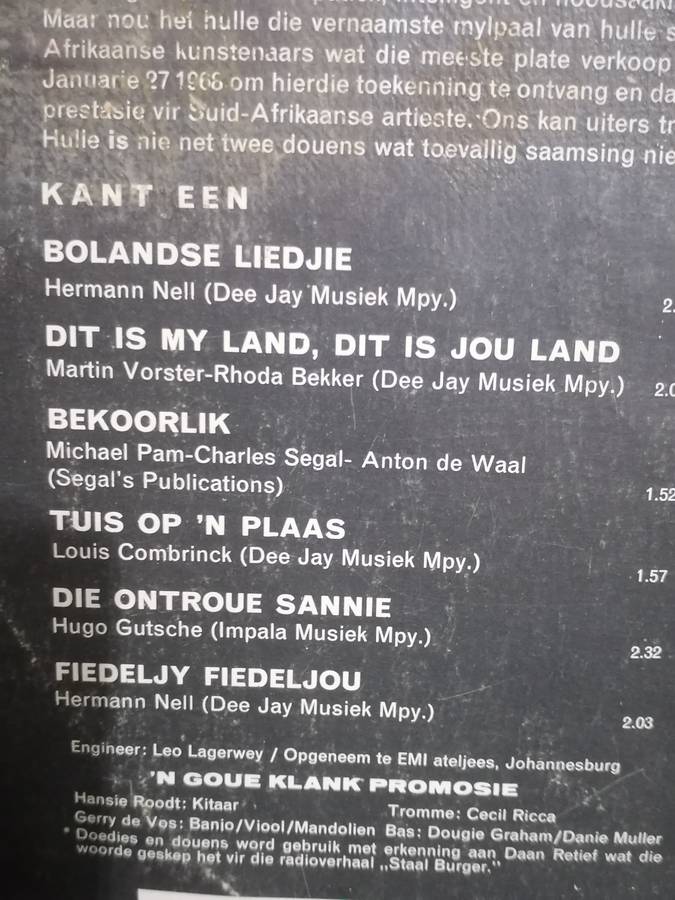 Maar nou het hulle die vernaamste mylpaal van hulle
Afrikaanse kunstenaars wat die meeste plate verkoop
Januarie 27 1968 om hierdie toekenning te ontvang en da
prestasie vir Suid-Afrikaanse artieste. Ons kan uiters tr
Hulle is nie net twee douens wat toevallig saamsing nie
KANT EEN
BOLANDSE LIEDJIE
Hermann Nell (Dee Jay Musiek Mpy.) 2.
DIT IS MY LAND, DIT IS JOU LAND
Martin Vorster-Rhoda Bekker (Dee Jay Musiek Mpy.) 2.0
BEKOORLIK
Michael Pam-Charles Segal- Anton de Waal
(Segal's Publications) 1.52
TUIS OP 'N PLAAS
Louis Combrinck (Dee Jay Musiek Mpy.) 1.57
DIE ONTROUE SANNIE
Hugo Gutsche (Impala Musiek Mpy.) 2.32
FIEDELJY FIEDELJOU
Hermann Nell (Dee Jay Musiek Mpy.) 2.03
Engineer: Leo Lagerwey / Opgeneem te EMI ateljees, Johannesburg
'N GOUE KLANK PROMOSIE
Hansie Roodt: Kitaar Tromme: Cecil Ricca
Gerry de Vos: Banjo/Viool/Mandolien Bas: Dougie Graham/Danie Muller
* Doedies en douens word gebruik met erkenning aan Daan Retief wat die
woorde geskep het vir die radioverhaal „Staal Burger."